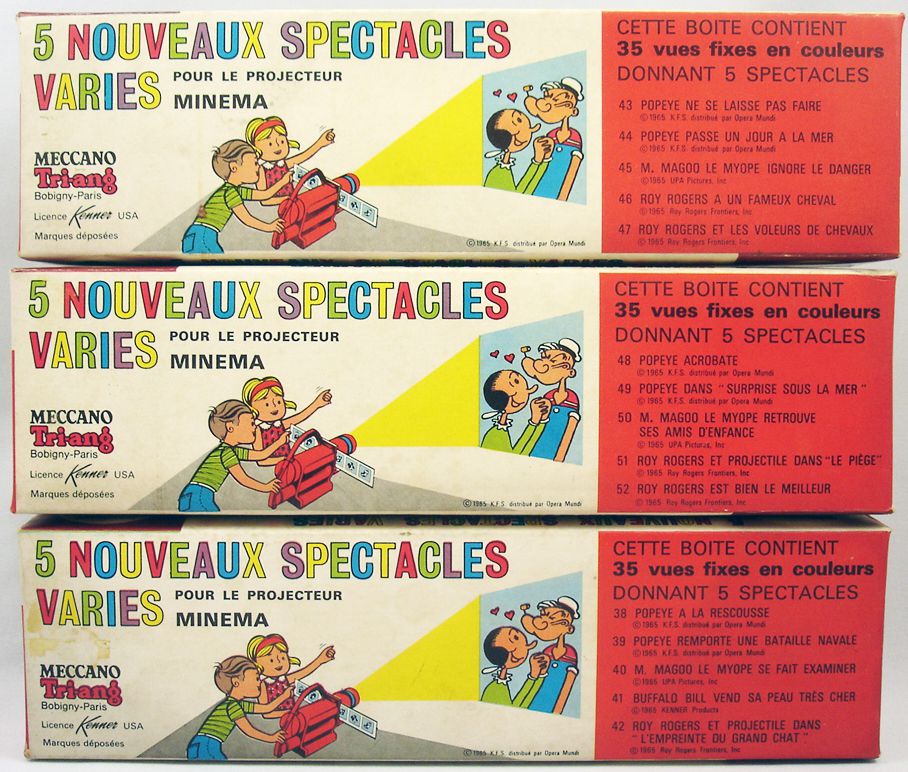 5 NOUVEAUX SPECTACLES
VARIES POUR LE PROJECTEUR
MINEMA
MECCANO
Tri-ang
Bobigny-Paris
Licence Kenner USA
Marques déposées
©1965 K.F.S. distribué par Opera Mundi
CETTE BOITE CONTIENT
35 vues fixes en couleurs
DONNANT 5 SPECTACLES
43 POPEYE NE SE LAISSE PAS FAIRE
©1965 K.F.S. distribué par Opera Mundi
44 POPEYE PASSE UN JOUR A LA MER
©1965 K.F.S. distribué par Opera Mundi
45 M. MAGOO LE MYOPE IGNORE LE DANGER
©1965 UPA Pictures, Inc
46 ROY ROGERS A UN FAMEUX CHEVAL
©1965 Roy Rogers Frontiers, Inc
47 ROY ROGERS ET LES VOLEURS DE CHEVAUX
©1965 Roy Rogers Frontiers, Inc
5 NOUVEAUX SPECTACLES
VARIES POUR LE PROJECTEUR
MINEMA
MECCANO
Tri-ang
Bobigny-Paris
Licence Kenner USA
Marques déposées
©1965 K.F.S. distribué par Opera Mundi
CETTE BOITE CONTIENT
35 vues fixes en couleurs
DONNANT 5 SPECTACLES
48 POPEYE ACROBATE
©1965 K.F.S. distribué par Opera Mundi
49 POPEYE DANS "SURPRISE SOUS LA MER"
©1965 K.F.S. distribué par Opera Mundi
50 M. MAGOO LE MYOPE RETROUVE
SES AMIS D'ENFANCE
©1965 UPA Pictures, Inc
51 ROY ROGERS ET PROJECTILE DANS "LE PIÈGE"
©1965 Roy Rogers Frontiers, Inc
52 ROY ROGERS EST BIEN LE MEILLEUR
©1965 Roy Rogers Frontiers, Inc
5 NOUVEAUX SPECTACLES VARIES
5 NOUVEAUX SPECTACLES
VARIES POUR LE PROJECTEUR
MINEMA
MECCANO
Tri-ang
Bobigny-Paris
Licence Kenner USA
Marques déposées
©1965 K.F.S. distribué par Opera Mundi
CETTE BOITE CONTIENT
35 vues fixes en couleurs
DONNANT 5 SPECTACLES
38 POPEYE A LA RESCOUSSE
©1965 K.F.S. distribué par Opera Mundi
39 POPEYE REMPORTE UNE BATAILLE NAVALE
©1965 K.F.S. distribué par Opera Mundi
40 M. MAGOO LE MYOPE SE FAIT EXAMINER
©1965 UPA Pictures, Inc
41 BUFFALO BILL VEND SA PEAU TRÈS CHER
©1965 KENNER Products
42 ROY ROGERS ET PROJECTILE DANS
"L'EMPREINTE DU GRAND CHAT"
©1965 Roy Rogers Frontiers, Inc